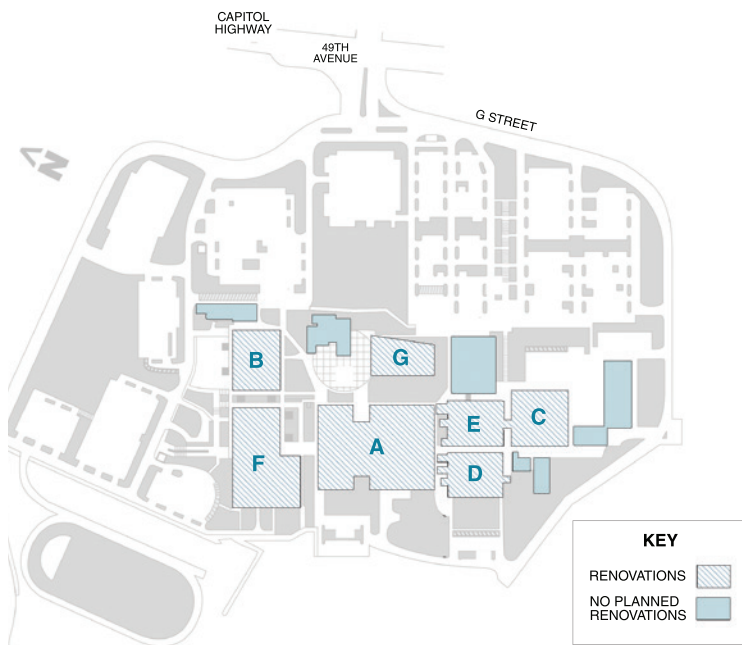 CAPITOL
HIGHWAY
49TH
AVENUE
G STREET
N
B
G
A
E
C
F
D
KEY
RENOVATIONS
NO PLANNED
RENOVATIONS